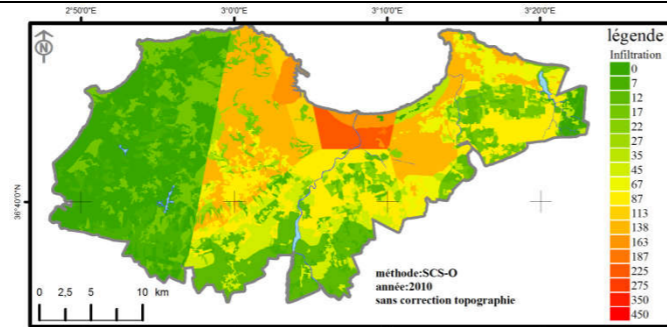 2°50'0"E 3°0'0"E 3°10'0"E 3°20'0"E
N
36°40'0"N
légende
Infiltration
0
7
12
17
22
27
35
45
67
87
113
138
163
187
225
275
350
450
méthode:SCS-O
année:2010
sans correction topographie
0 2,5 5 10 km